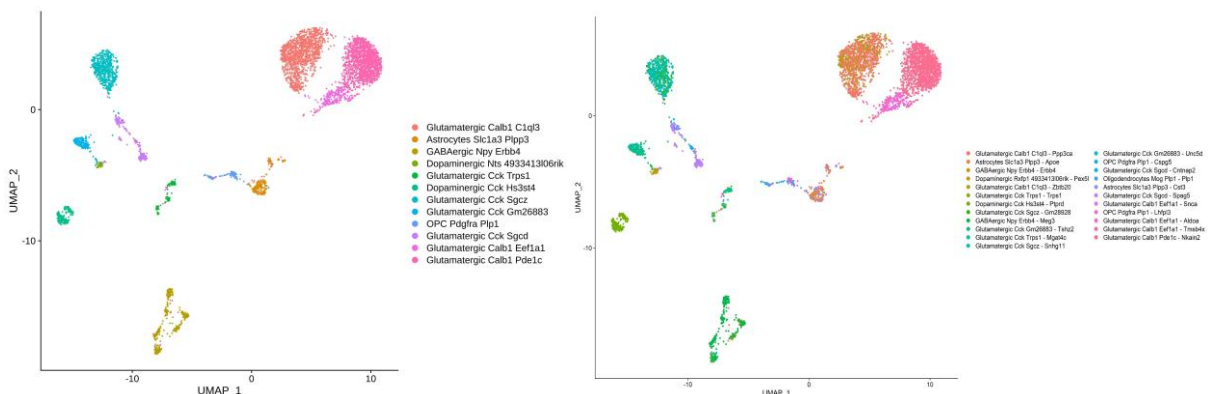 0
-10
UMAP_2
-10
0
10
UMAP_1
Glutamatergic Calb1 C1ql3
Astrocytes Slc1a3 Plpp3
GABAergic Npy Erbb4
Dopaminergic Nts 4933413l06rik
Glutamatergic Cck Trps1
Dopaminergic Cck Hs3st4
Glutamatergic Cck Sgcz
Glutamatergic Cck Gm26883
OPC Pdgfra Plp1
Glutamatergic Cck Sgcd
Glutamatergic Calb1 Eef1a1
Glutamatergic Calb1 Pde1c
0
-10
UMAP_2
-10
0
10
UMAP_1
Glutamatergic Calb1 C1ql3 - Ppp3ca
Astrocytes Slc1a3 Plpp3 - Apoe
GABAergic Npy Erbb4 - Erbb4
Dopaminergic Rxfp1 4933413l06rik - Pex5l
Glutamatergic Calb1 C1ql3 - Zbtb20
Glutamatergic Cck Trps1 - Trps1
Dopaminergic Cck Hs3st4 - Ptprd
Glutamatergic Cck Sgcz - Gm28928
GABAergic Npy Erbb4 - Meg3
Glutamatergic Cck Gm26883 - Tshz2
Glutamatergic Cck Trps1 - Mgat4c
Glutamatergic Cck Sgcz - Snhg11
Glutamatergic Cck Gm26883 - Unc5d
OPC Pdgfra Plp1 - Cspg5
Glutamatergic Cck Sgcd - Cntnap2
Oligodendrocytes Mog Plp1 - Plp1
Astrocytes Slc1a3 Plpp3 - Cst3
Glutamatergic Cck Sgcd - Spag5
Glutamatergic Calb1 Eef1a1 - Snca
OPC Pdgfra Plp1 - Lhfpl3
Glutamatergic Calb1 Eef1a1 - Aldoa
Glutamatergic Calb1 Eef1a1 - Tmsb4x
Glutamatergic Calb1 Pde1c - Nkain2